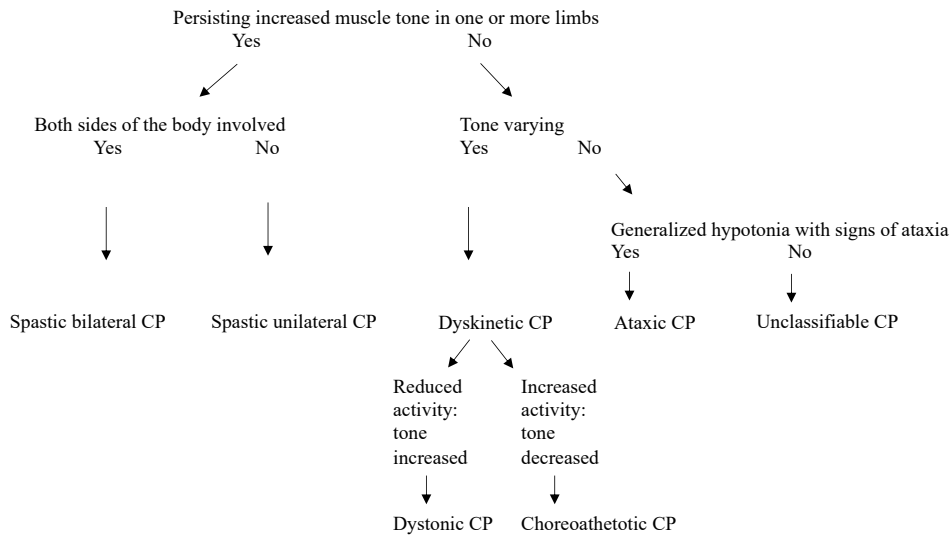 Persisting increased muscle tone in one or more limbs
Yes No
Both sides of the body involved
Yes No
Tone varying
Yes No
Generalized hypotonia with signs of ataxia
Yes No
Spastic bilateral CP
Spastic unilateral CP
Dyskinetic CP
Ataxic CP
Unclassifiable CP
Reduced
activity:
tone
increased
Increased
activity:
tone
decreased
Dystonic CP
Choreoathetotic CP